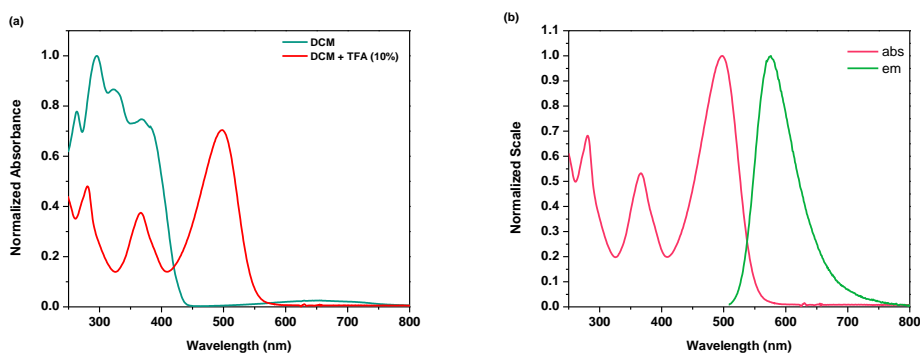 (a)
DCM
DCM + TFA (10%)
Normalized Absorbance
1.0
0.8
0.6
0.4
0.2
0.0
300 400 500 600 700 800
Wavelength (nm)
(b)
abs
em
Normalized Scale
1.1
1.0
0.9
0.8
0.7
0.6
0.5
0.4
0.3
0.2
0.1
0.0
300 400 500 600 700 800
Wavelength (nm)